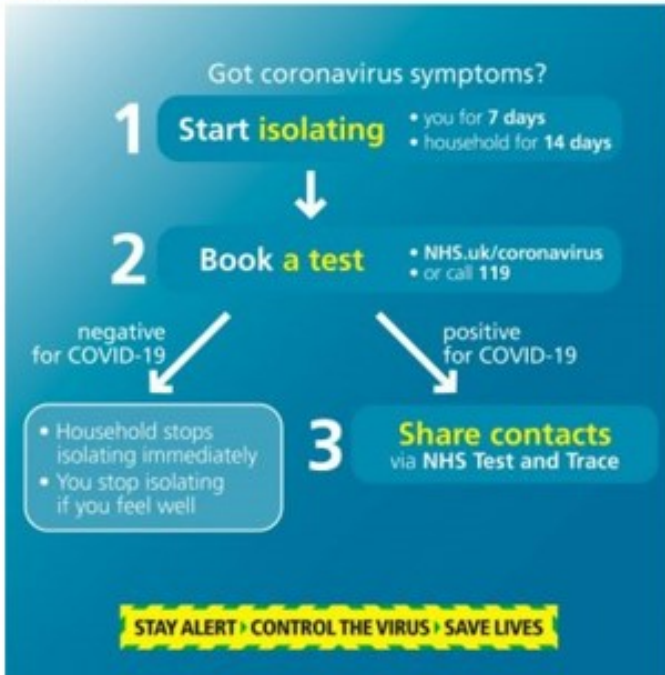 Got coronavirus symptoms?
1
Start isolating
• you for 7 days
• household for 14 days
2
Book a test
• NHS.uk/coronavirus
• or call 119
negative
for COVID-19
positive
for COVID-19
• Household stops
isolating immediately
• You stop isolating
if you feel well
3
Share contacts
via NHS Test and Trace
STAY ALERT › CONTROL THE VIRUS › SAVE LIVES